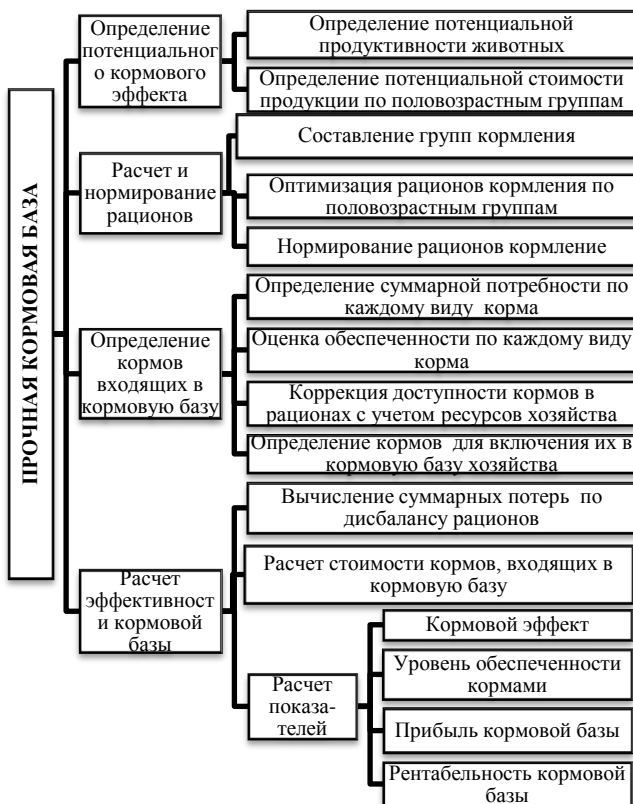 ПРОЧНАЯ КОРМОВАЯ БАЗА
Определение
потенциальног
о кормового
эффекта
Определение потенциальной
продуктивности животных
Определение потенциальной стоимости
продукции по половозрастным группам
Расчет и
нормирование
рационов
Составление групп кормления
Оптимизация рационов кормления по
половозрастным группам
Нормирование рационов кормление
Определение
кормов
входящих в
кормовую базу
Определение суммарной потребности по
каждому виду корма
Оценка обеспеченности по каждому виду
корма
Коррекция доступности кормов в
рационах с учетом ресурсов хозяйства
Определение кормов для включения их в
кормовую базу хозяйства
Расчет
эффективност
и кормовой
базы
Вычисление суммарных потерь по
дисбалансу рационов
Расчет стоимости кормов, входящих в
кормовую базу
Расчет
показа-
телей
Кормовой эффект
Уровень обеспеченности
кормами
Прибыль кормовой базы
Рентабельность кормовой
базы